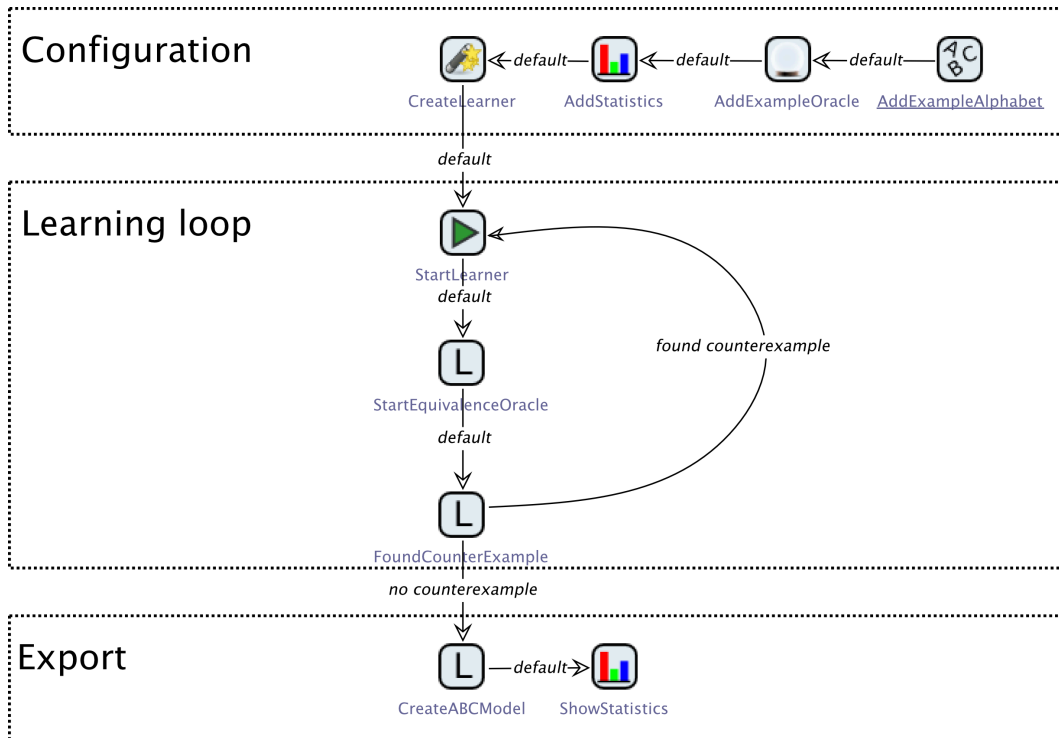 Configuration
default default default
CreateLearner AddStatistics AddExampleOracle AddExampleAlphabet
A
B
C
default
Learning loop
StartLearner
default
found counterexample
L
StartEquivalenceOracle
default
L
FoundCounterExample
no counterexample
Export
L
default
CreateABCModel ShowStatistics